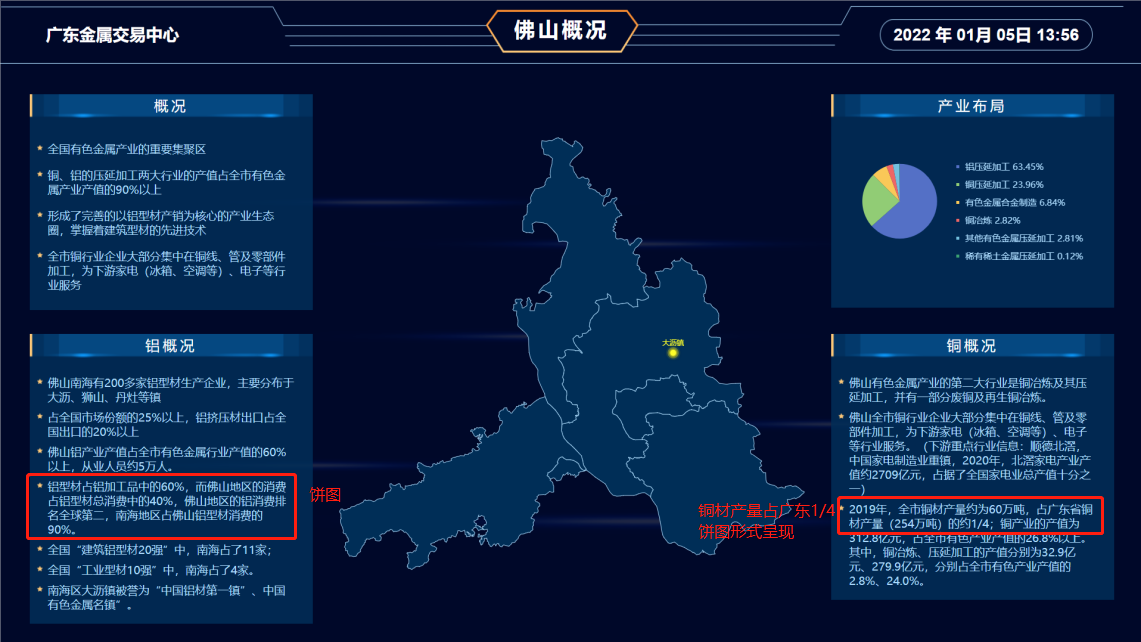 广东金属交易中心
佛山概况
2022 年 01月 05日 13:56
概况
全国有色金属产业的重要集聚区
铜、铝的压延加工两大行业的产值占全市有色金
属产业产值的90%以上
形成了完善的以铝型材产销为核心的产业生态
圈，掌握着建筑型材的先进技术
全市铜行业企业大部分集中在铜线、管及零部件
加工，为下游家电（冰箱、空调等）、电子等行
业服务
铝概况
佛山南海有200多家铝型材生产企业，主要分布于
大沥、狮山、丹灶等镇
占全国市场份额的25%以上，铝挤压材出口占全
国出口的20%以上
佛山铝产业产值占全市有色金属行业产值的60%
以上，从业人员约5万人。
铝型材占铝加工品中的60%，而佛山地区的消费
占铝型材总消费中的40%，佛山地区的铝消费排
名全球第二，南海地区占佛山铝型材消费的
90%。
全国“建筑铝型材20强”中，南海占了11家；
全国“工业型材10强”中，南海占了4家。
南海区大沥镇被誉为“中国铝材第一镇”、中国
有色金属名镇”。
饼图
大沥镇
铜材产量占广东1/4
饼图形式呈现
产业布局
铝压延加工 63.45%
铜压延加工 23.96%
有色金属合金制造 6.84%
铜冶炼 2.82%
其他有色金属压延加工 2.81%
稀有稀土金属压延加工 0.12%
铜概况
佛山有色金属产业的第二大行业是铜冶炼及其压
延加工，并有一部分废铜及再生铜冶炼。
佛山全市铜行业企业大部分集中在铜线、管及零
部件加工，为下游家电（冰箱、空调等）、电子
等行业服务。（下游重点行业信息：顺德北滘，
中国家电制造业重镇，2020年，北滘家电产业产
值约2709亿元，占据了全国家电业总产值十分之
一）
2019年，全市铜材产量约为60万吨，占广东省铜
材产量（254万吨）的约1/4；铜产业的产值为
312.8亿元，占全市有色产业产值的26.8%以上。
其中，铜冶炼、压延加工的产值分别为32.9亿
元、279.9亿元，分别占全市有色产业产值的
2.8%、24.0%。